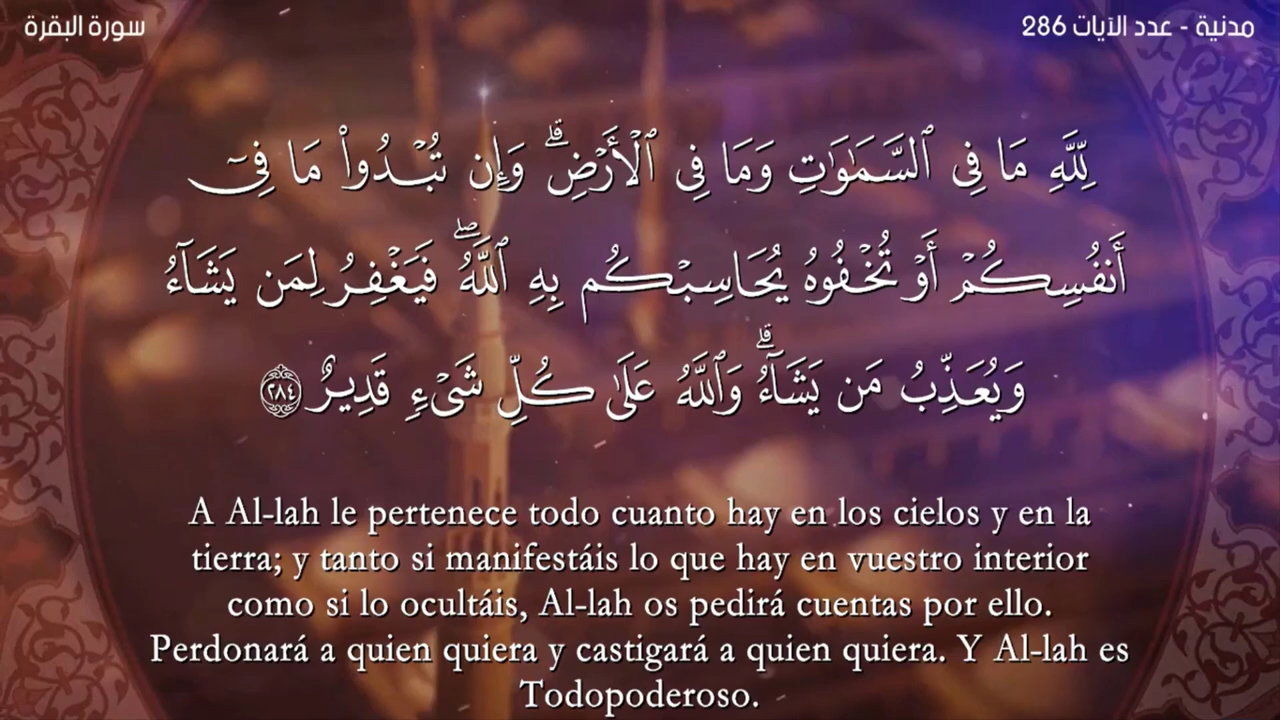 مدنية - عدد الآيات 286
سورة البقرة
لِّلَّهِ مَا فِى ٱلسَّمَٰوَٰتِ وَمَا فِى ٱلْأَرْضِ ۗ وَإِن تُبْدُوا۟ مَا فِىٓ
أَنفُسِكُمْ أَوْ تُخْفُوهُ يُحَاسِبْكُم بِهِ ٱللَّهُ ۖ فَيَغْفِرُ لِمَن يَشَآءُ
وَيُعَذِّبُ مَن يَشَآءُ ۗ وَٱللَّهُ عَلَىٰ كُلِّ شَىْءٍ قَدِيرٌ ٢٨٤
A Al-lah le pertenece todo cuanto hay en los cielos y en la
tierra; y tanto si manifestáis lo que hay en vuestro interior
como si lo ocultáis, Al-lah os pedirá cuentas por ello.
Perdonará a quien quiera y castigará a quien quiera. Y Al-lah es
Todopoderoso.